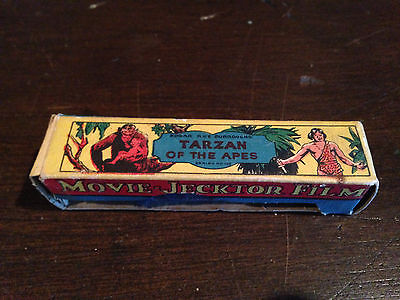 EDGAR RICE BURROUGHS
TARZAN
OF THE APES
MOVIE-JECKTOR FILM